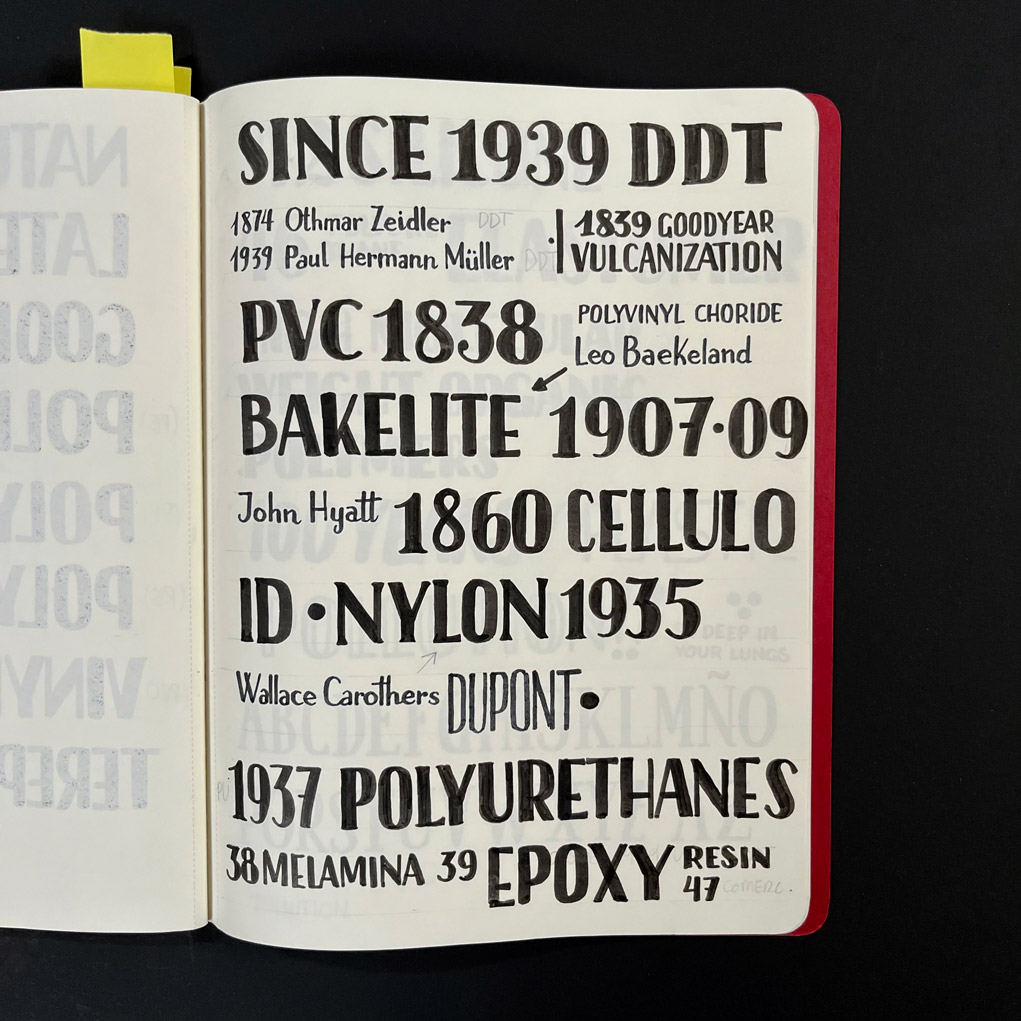 SINCE 1939 DDT
1874 Othmar Zeidler DDT
1939 Paul Hermann Müller DDT
1839 GOODYEAR
VULCANIZATION
PVC 1838
POLYVINYL CHORIDE
Leo Baekeland
BAKELITE 1907·09
John Hyatt 1860 CELLULO
ID · NYLON 1935
Wallace Carothers DUPONT ·
PU 1937 POLYURETHANES
38 MELAMINA 39 EPOXY RESIN
47 COMERC.
DEEP IN
YOUR LUNGS